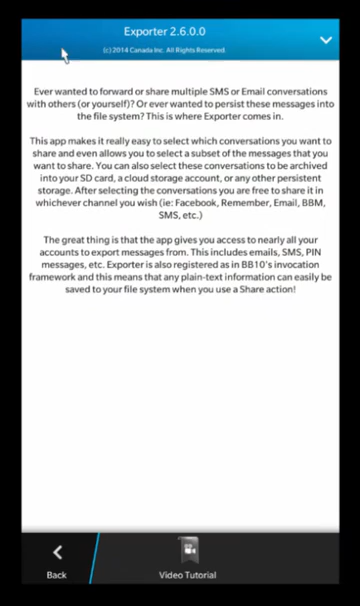 Exporter 2.6.0.0
(c) 2014 Canada Inc. All Rights Reserved.
Ever wanted to forward or share multiple SMS or Email conversations
with others (or yourself)? Or ever wanted to persist these messages into
the file system? This is where Exporter comes in.
This app makes it really easy to select which conversations you want to
share and even allows you to select a subset of the messages that you
want to share. You can also select these conversations to be archived
into your SD card, a cloud storage account, or any other persistent
storage. After selecting the conversations you are free to share it in
whichever channel you wish (ie: Facebook, Remember, Email, BBM,
SMS, etc.)
The great thing is that the app gives you access to nearly all your
accounts to export messages from. This includes emails, SMS, PIN
messages, etc. Exporter is also registered as in BB10's invocation
framework and this means that any plain-text information can easily be
saved to your file system when you use a Share action!
Back
Video Tutorial